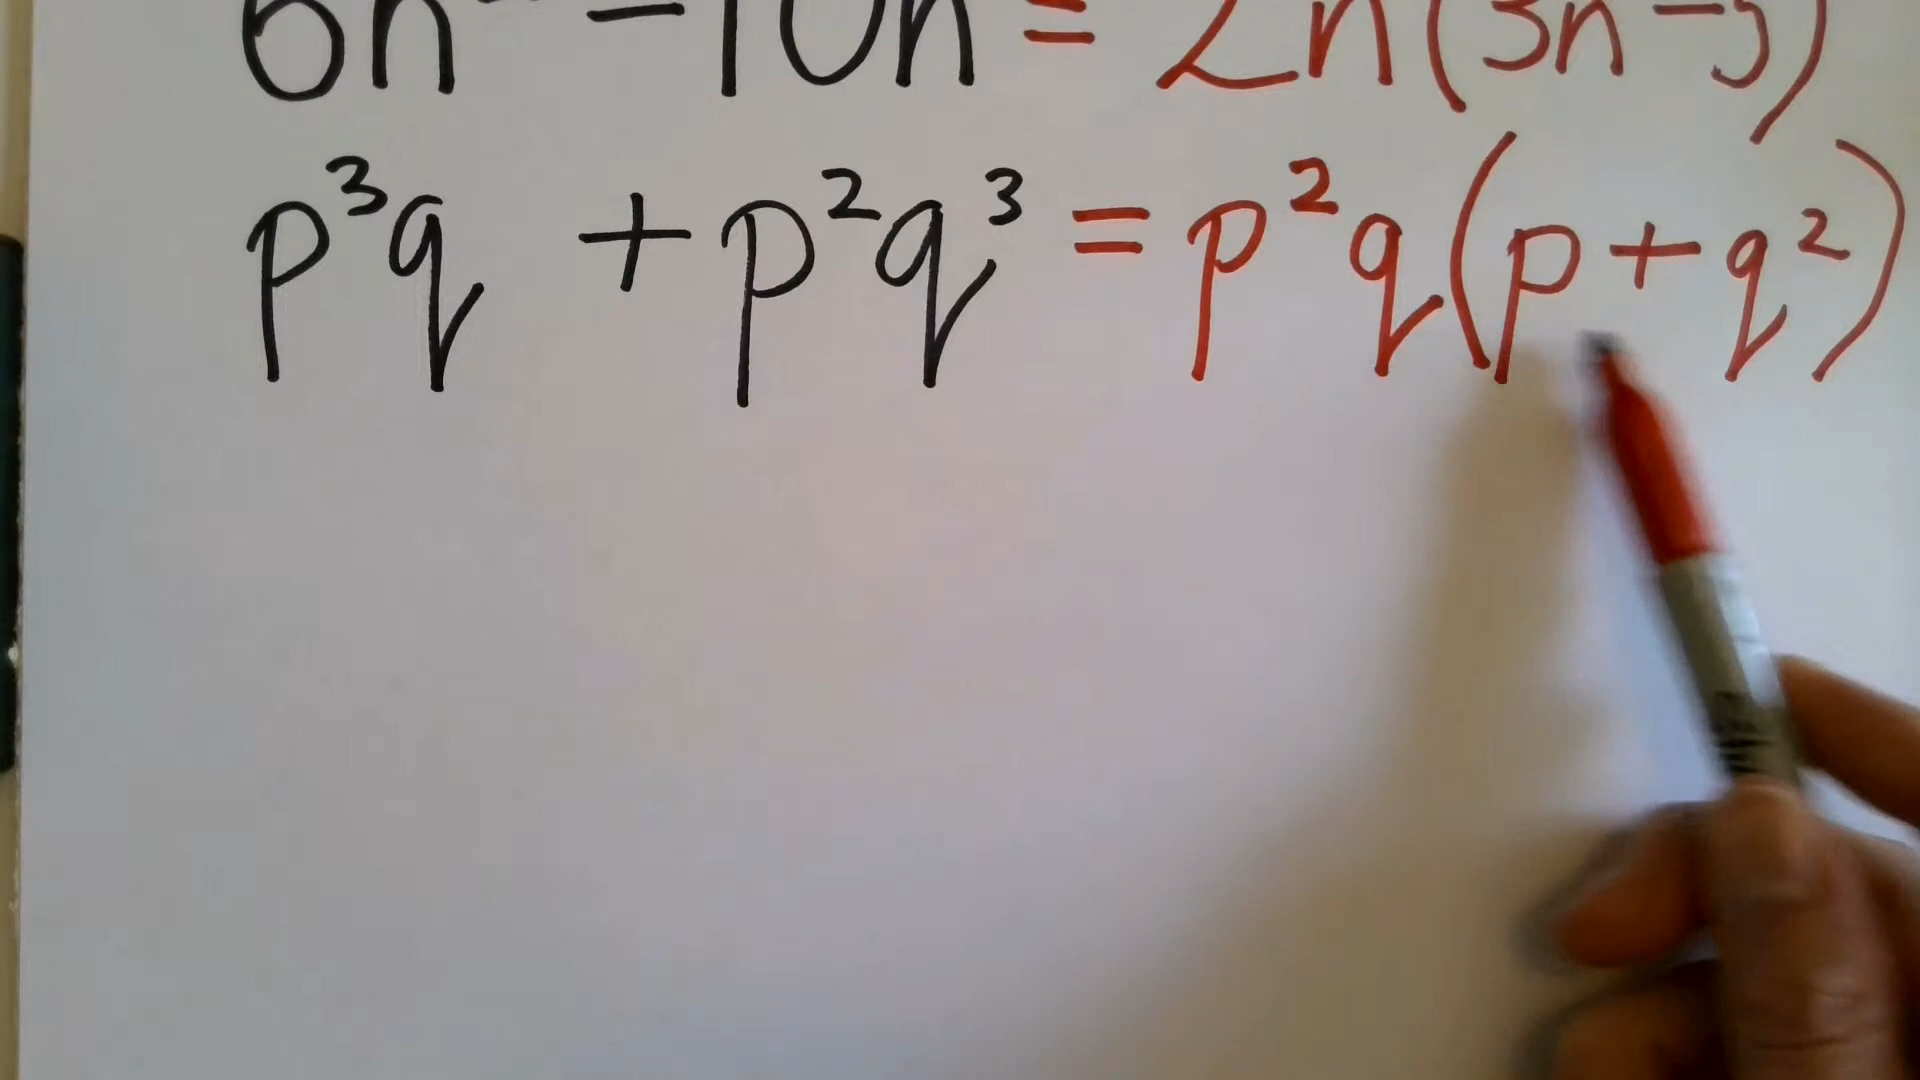 6n² - 10n = 2n(3n-5)
p³q + p²q³ = p²q(p+q²)